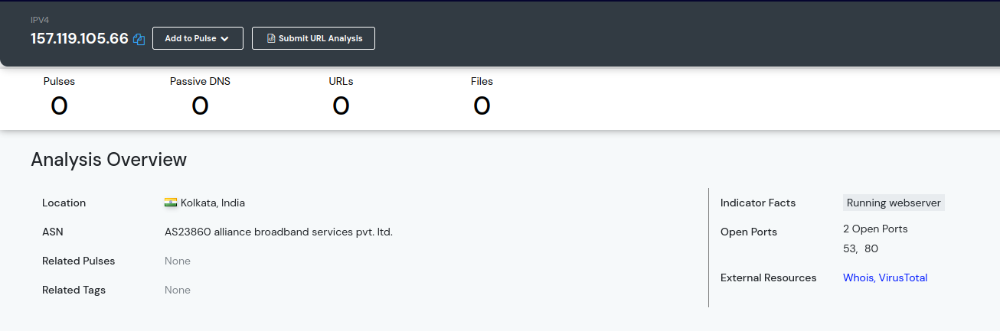 IPV4
157.119.105.66
Add to Pulse
Submit URL Analysis
Pulses
0
Passive DNS
0
URLs
0
Files
0
Analysis Overview
Location
Kolkata, India
ASN
AS23860 alliance broadband services pvt. ltd.
Related Pulses
None
Related Tags
None
Indicator Facts
Running webserver
Open Ports
2 Open Ports
53, 80
External Resources
Whois, VirusTotal